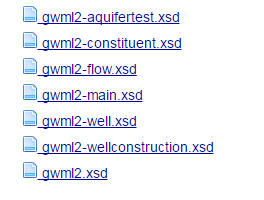 gwml2-aquifertest.xsd
gwml2-constituent.xsd
gwml2-flow.xsd
gwml2-main.xsd
gwml2-well.xsd
gwml2-wellconstruction.xsd
gwml2.xsd